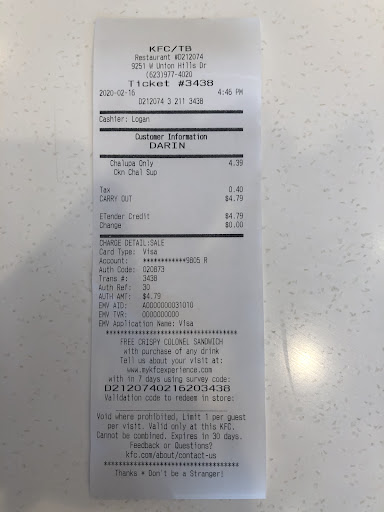 KFC/TB
Restaurant #D212074
9251 W Union Hills Dr
(623)977-4020
Ticket #3438
2020-02-16 4:46 PM
D212074 3 211 3438
Cashier: Logan
Customer Information
DARIN
Chalupa Only 4.39
Ckn Chal Sup
Tax 0.40
CARRY OUT $4.79
ETender Credit $4.79
Change $0.00
CHARGE DETAIL:SALE
Card Type: Visa
Account: ************9805 R
Auth Code: 020873
Trans #: 3438
Auth Ref: 30
AUTH AMT: $4.79
EMV AID: A0000000031010
EMV TVR: 0000000000
EMV Application Name: Visa
************************************
FREE CRISPY COLONEL SANDWICH
with purchase of any drink
Tell us about your visit at:
www.mykfcexperience.com
with in 7 days using survey code:
D2120740216203438
Validation code to redeem in store:
Void where prohibited. Limit 1 per guest
per visit. Valid only at this KFC.
Cannot be combined. Expires in 30 days.
Feedback or Questions?
kfc.com/about/contact-us
************************************
Thanks * Don't be a Stranger!